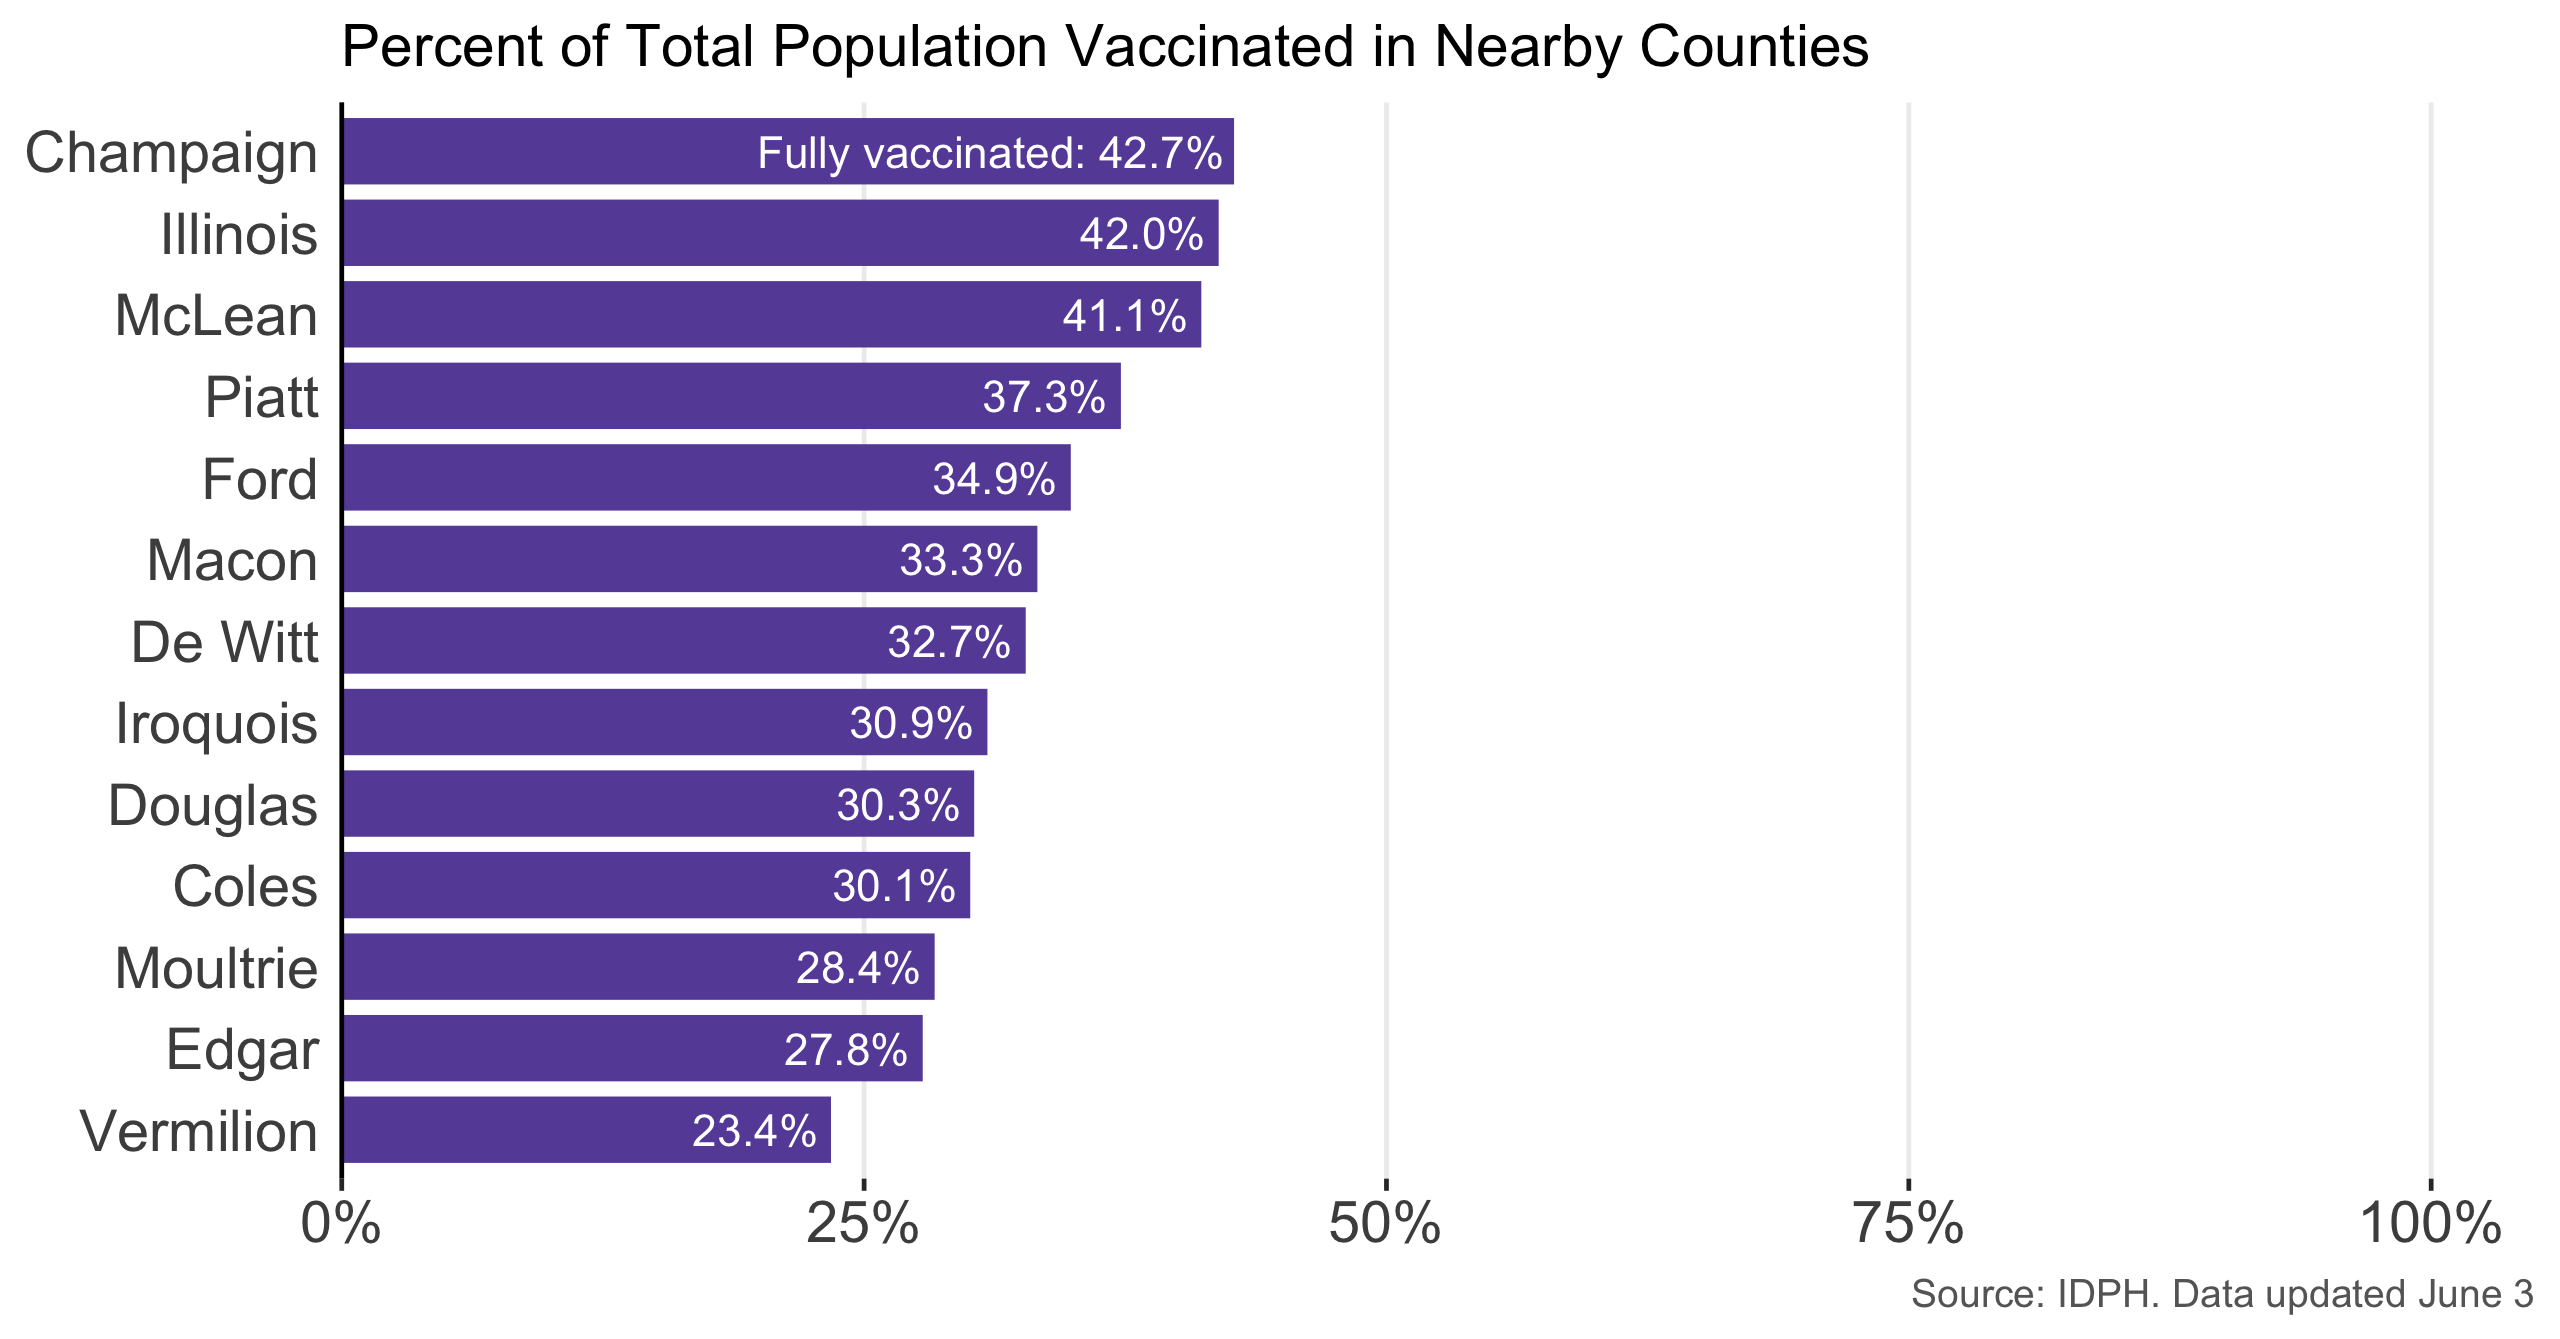 Percent of Total Population Vaccinated in Nearby Counties
Champaign Fully vaccinated: 42.7%
Illinois 42.0%
McLean 41.1%
Piatt 37.3%
Ford 34.9%
Macon 33.3%
De Witt 32.7%
Iroquois 30.9%
Douglas 30.3%
Coles 30.1%
Moultrie 28.4%
Edgar 27.8%
Vermilion 23.4%
0% 25% 50% 75% 100%
Source: IDPH. Data updated June 3